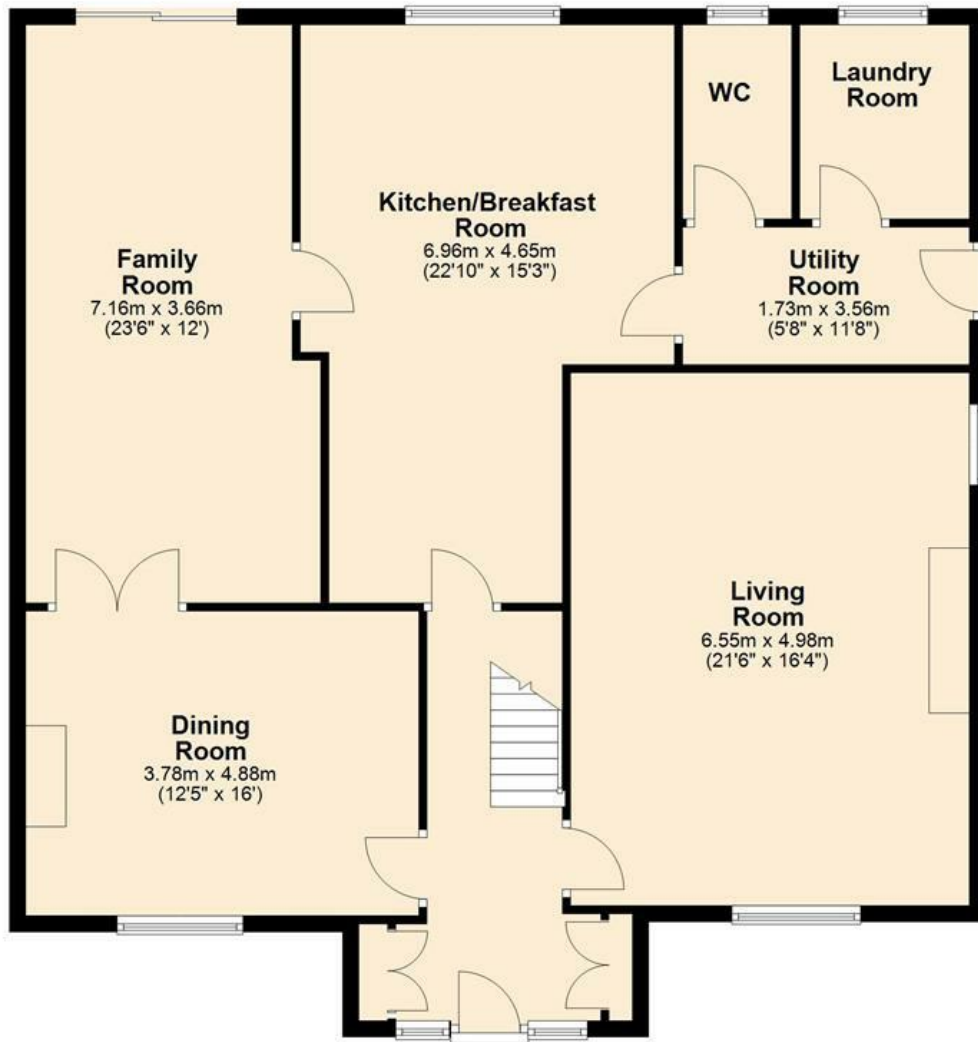 WC
Laundry
Room
Kitchen/Breakfast
Room
6.96m x 4.65m
(22'10" x 15'3")
Family
Room
7.16m x 3.66m
(23'6" x 12')
Utility
Room
1.73m x 3.56m
(5'8" x 11'8")
Living
Room
6.55m x 4.98m
(21'6" x 16'4")
Dining
Room
3.78m x 4.88m
(12'5" x 16')